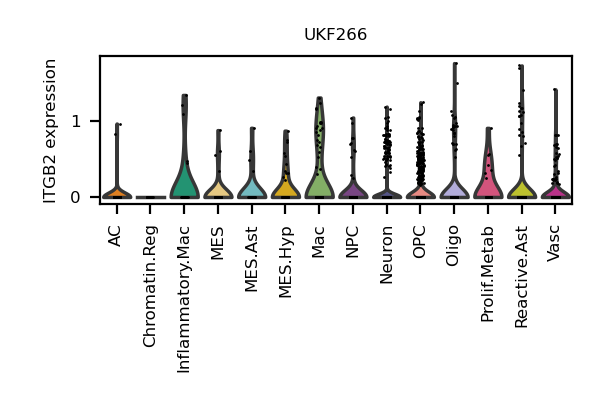 UKF266
ITGB2 expression
1
0
AC
Chromatin.Reg
Inflammatory.Mac
MES
MES.Ast
MES.Hyp
Mac
NPC
Neuron
OPC
Oligo
Prolif.Metab
Reactive.Ast
Vasc